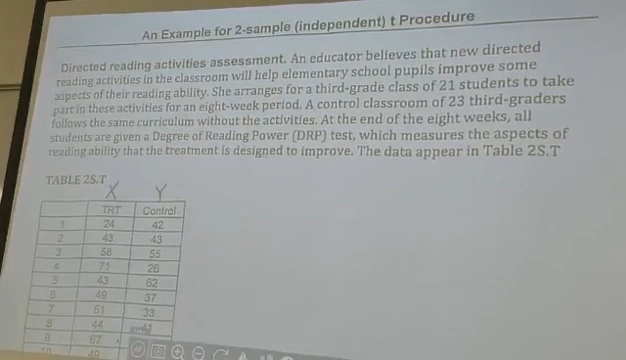 An Example for 2-sample (independent) t Procedure
Directed reading activities assessment. An educator believes that new directed
reading activities in the classroom will help elementary school pupils improve some
aspects of their reading ability. She arranges for a third-grade class of 21 students to take
part in these activities for an eight-week period. A control classroom of 23 third-graders
follows the same curriculum without the activities. At the end of the eight weeks, all
students are given a Degree of Reading Power (DRP) test, which measures the aspects of
reading ability that the treatment is designed to improve. The data appear in Table 2S.T
TABLE 2S.T
X Y
TRT Control
1 24 42
2 43 43
3 58 55
4 71 26
5 43 62
6 49 37
7 61 33
8 44 41
9 67
10 49